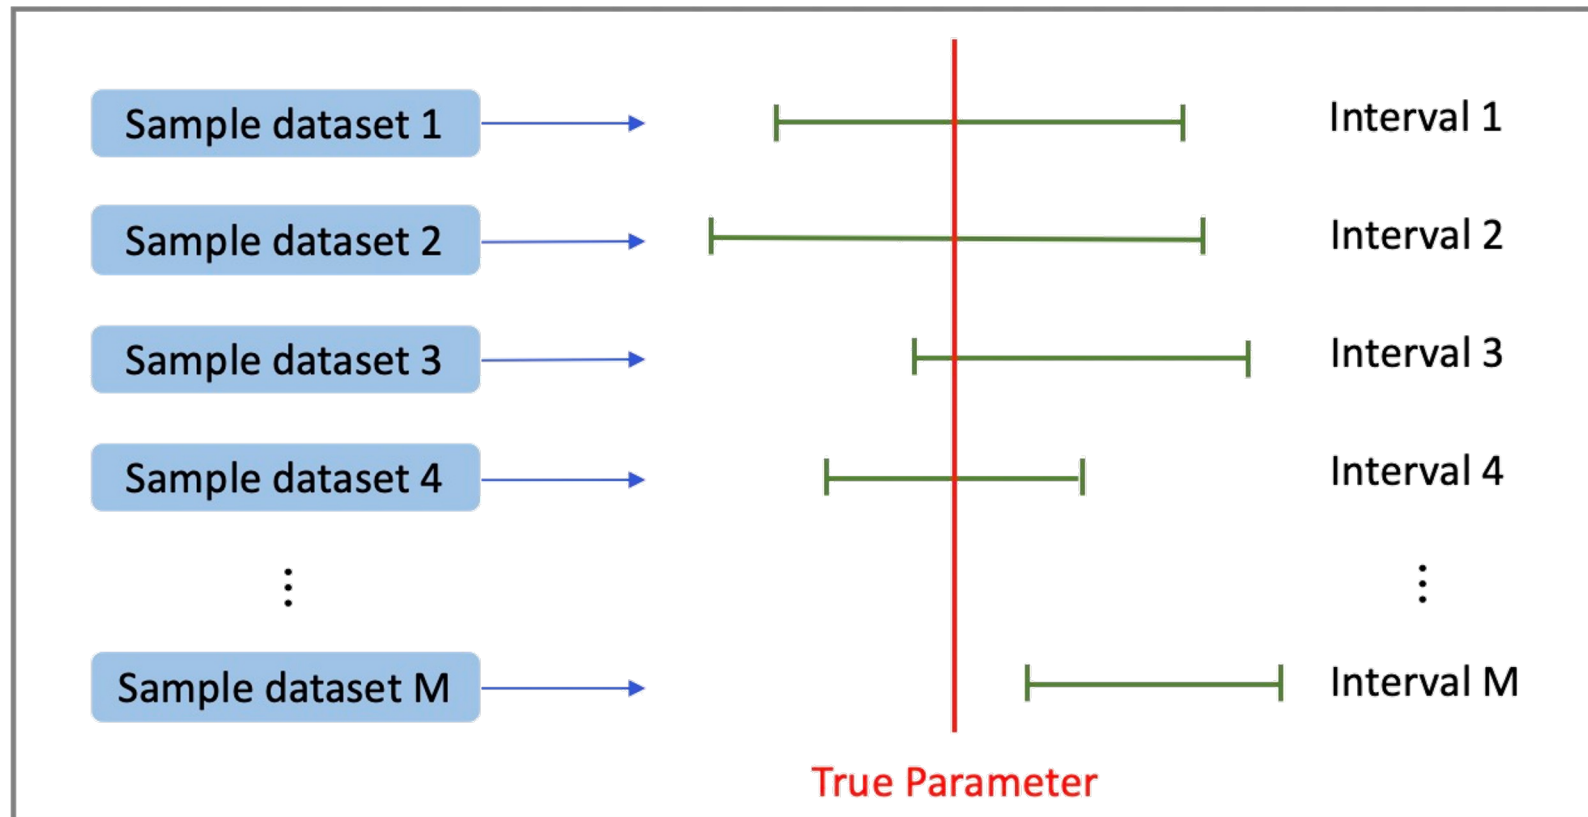 Sample dataset 1
Interval 1
Sample dataset 2
Interval 2
Sample dataset 3
Interval 3
Sample dataset 4
Interval 4
⋮
⋮
Sample dataset M
Interval M
True Parameter